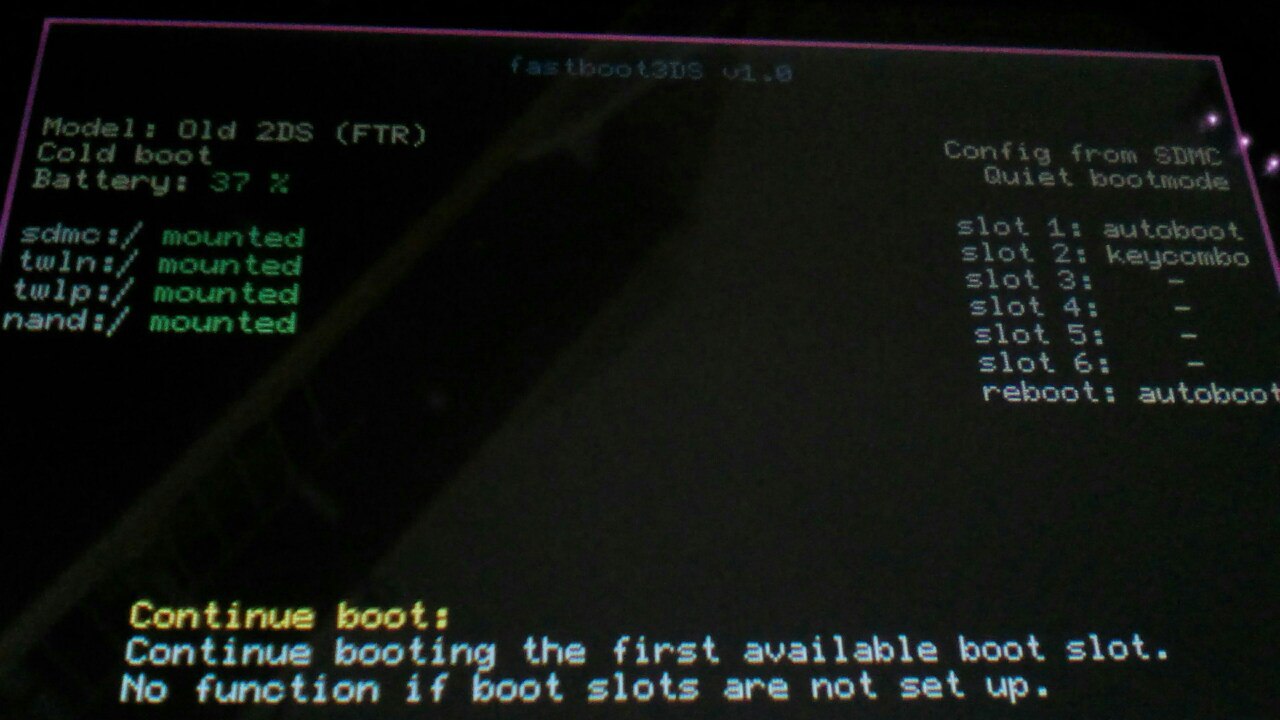 fastboot3DS v1.0
Model: Old 2DS (FTR)
Cold boot
Battery: 37 %
sdmc:/ mounted
twln:/ mounted
twlp:/ mounted
nand:/ mounted
Config from SDMC
Quiet bootmode
slot 1: autoboot
slot 2: keycombo
slot 3: -
slot 4: -
slot 5: -
slot 6: -
reboot: autoboot
Continue boot:
Continue booting the first available boot slot.
No function if boot slots are not set up.